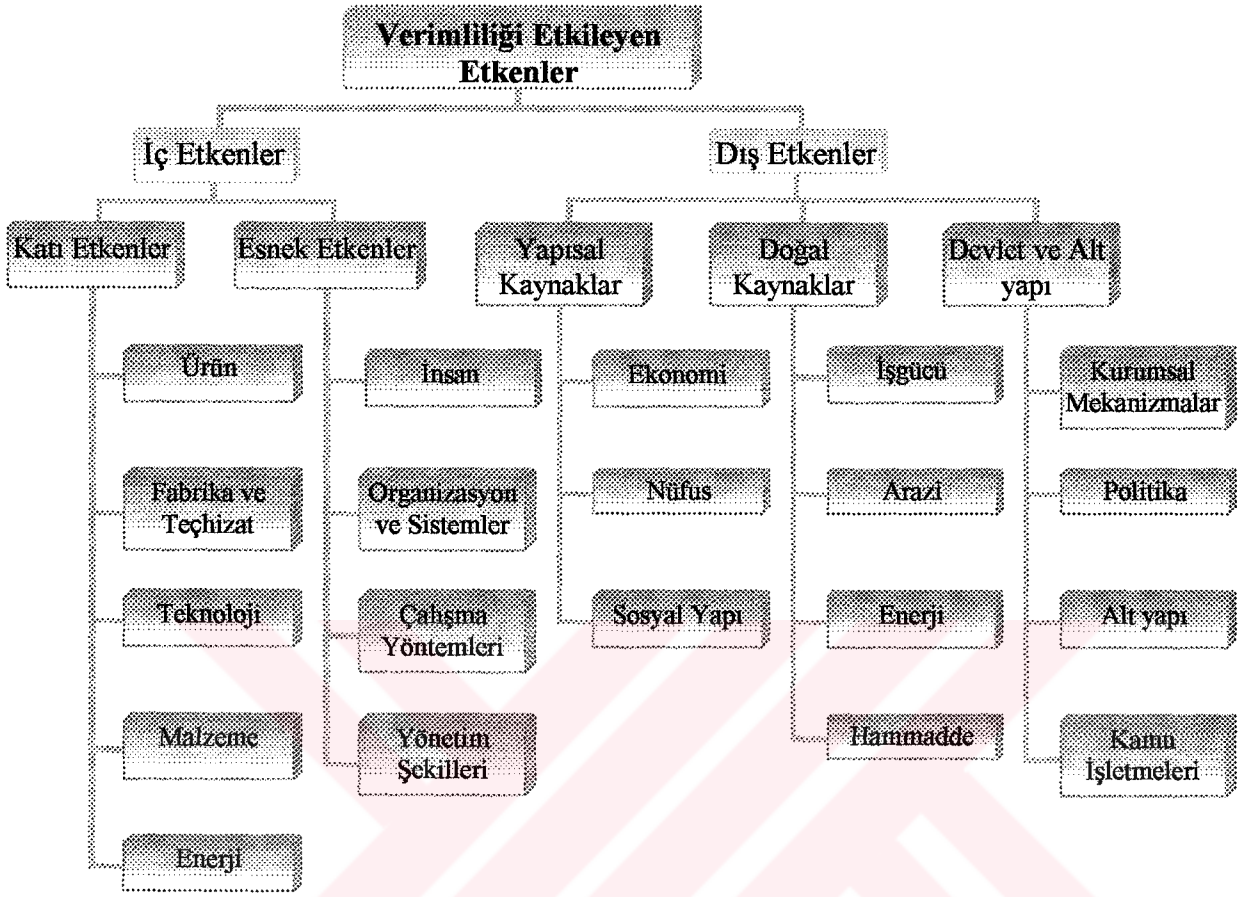 Verimliliği Etkileyen
Etkenler
İç Etkenler
Dış Etkenler
Katı Etkenler
Esnek Etkenler
Yapısal
Kaynaklar
Doğal
Kaynaklar
Devlet ve Alt
yapı
Ürün
Fabrika ve
Teçhizat
Teknoloji
Malzeme
Enerji
İnsan
Organizasyon
ve Sistemler
Çalışma
Yöntemleri
Yönetim
Şekilleri
Ekonomi
Nüfus
Sosyal Yapı
İşgücü
Arazi
Enerji
Hammadde
Kurumsal
Mekanizmalar
Politika
Alt yapı
Kamu
İşletmeleri